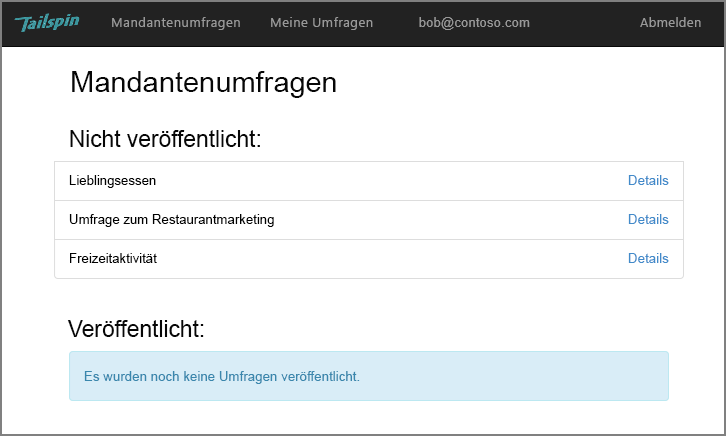 Tailspin Mandantenumfragen Meine Umfragen bob@contoso.com Abmelden
Mandantenumfragen
Nicht veröffentlicht:
Lieblingsessen Details
Umfrage zum Restaurantmarketing Details
Freizeitaktivität Details
Veröffentlicht:
Es wurden noch keine Umfragen veröffentlicht.